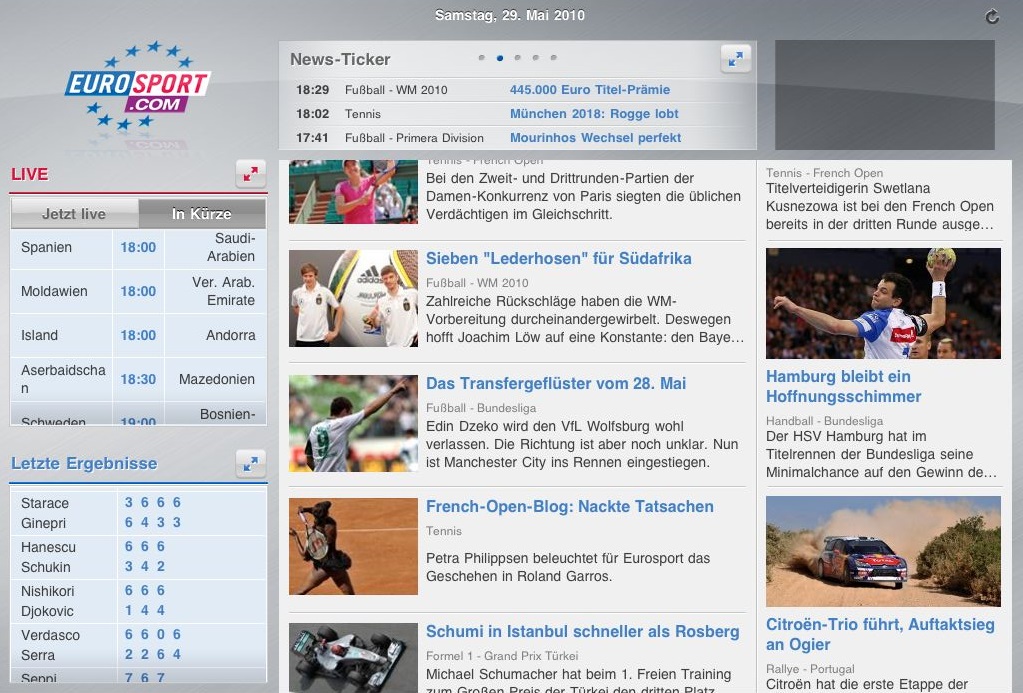 Samstag, 29. Mai 2010
EUROSPORT
.COM
News-Ticker
18:29 Fußball - WM 2010 445.000 Euro Titel-Prämie
18:02 Tennis München 2018: Rogge lobt
17:41 Fußball - Primera Division Mourinhos Wechsel perfekt
LIVE
Jetzt live In Kürze
Spanien 18:00 Saudi-
Arabien
Moldawien 18:00 Ver. Arab.
Emirate
Island 18:00 Andorra
Aserbaidscha
n 18:30 Mazedonien
Schweden 19:00 Bosnien-
Letzte Ergebnisse
Starace 3 6 6 6
Ginepri 6 4 3 3
Hanescu 6 6 6
Schukin 3 4 2
Nishikori 6 6 6
Djokovic 1 4 4
Verdasco 6 6 0 6
Serra 2 2 6 4
Seppi 7 6 7
Tennis - French Open
Bei den Zweit- und Drittrunden-Partien der
Damen-Konkurrenz von Paris siegten die üblichen
Verdächtigen im Gleichschritt.
Sieben "Lederhosen" für Südafrika
Fußball - WM 2010
Zahlreiche Rückschläge haben die WM-
Vorbereitung durcheinandergewirbelt. Deswegen
hofft Joachim Löw auf eine Konstante: den Baye...
adidas
Das Transfergeflüster vom 28. Mai
Fußball - Bundesliga
Edin Dzeko wird den VfL Wolfsburg wohl
verlassen. Die Richtung ist aber noch unklar. Nun
ist Manchester City ins Rennen eingestiegen.
9
French-Open-Blog: Nackte Tatsachen
Tennis
Petra Philippsen beleuchtet für Eurosport das
Geschehen in Roland Garros.
Schumi in Istanbul schneller als Rosberg
Formel 1 - Grand Prix Türkei
Michael Schumacher hat beim 1. Freien Training
zum Großen Preis der Türkei den dritten Platz
Tennis - French Open
Titelverteidigerin Swetlana
Kusnezowa ist bei den French Open
bereits in der dritten Runde ausge...
Hamburg bleibt ein
Hoffnungsschimmer
Handball - Bundesliga
Der HSV Hamburg hat im
Titelrennen der Bundesliga seine
Minimalchance auf den Gewinn de...
TOTAL
Citroën-Trio führt, Auftaktsieg
an Ogier
Rallye - Portugal
Citroën hat die erste Etappe der